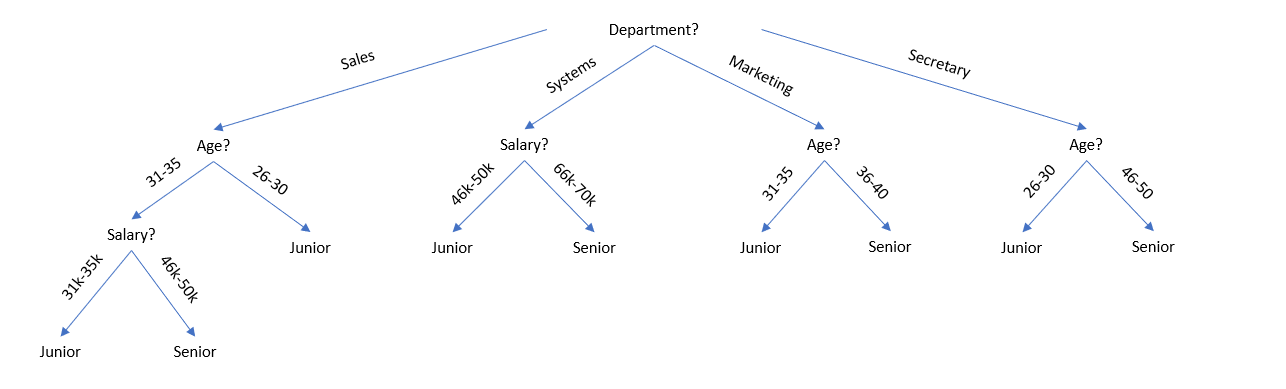 Department?
Sales
Systems
Marketing
Secretary
Age?
Salary?
Age?
Age?
31-35
26-30
46k-50k
66k-70k
31-35
36-40
26-30
46-50
Salary?
Junior
Junior
Senior
Junior
Senior
Junior
Senior
31k-35k
46k-50k
Junior
Senior